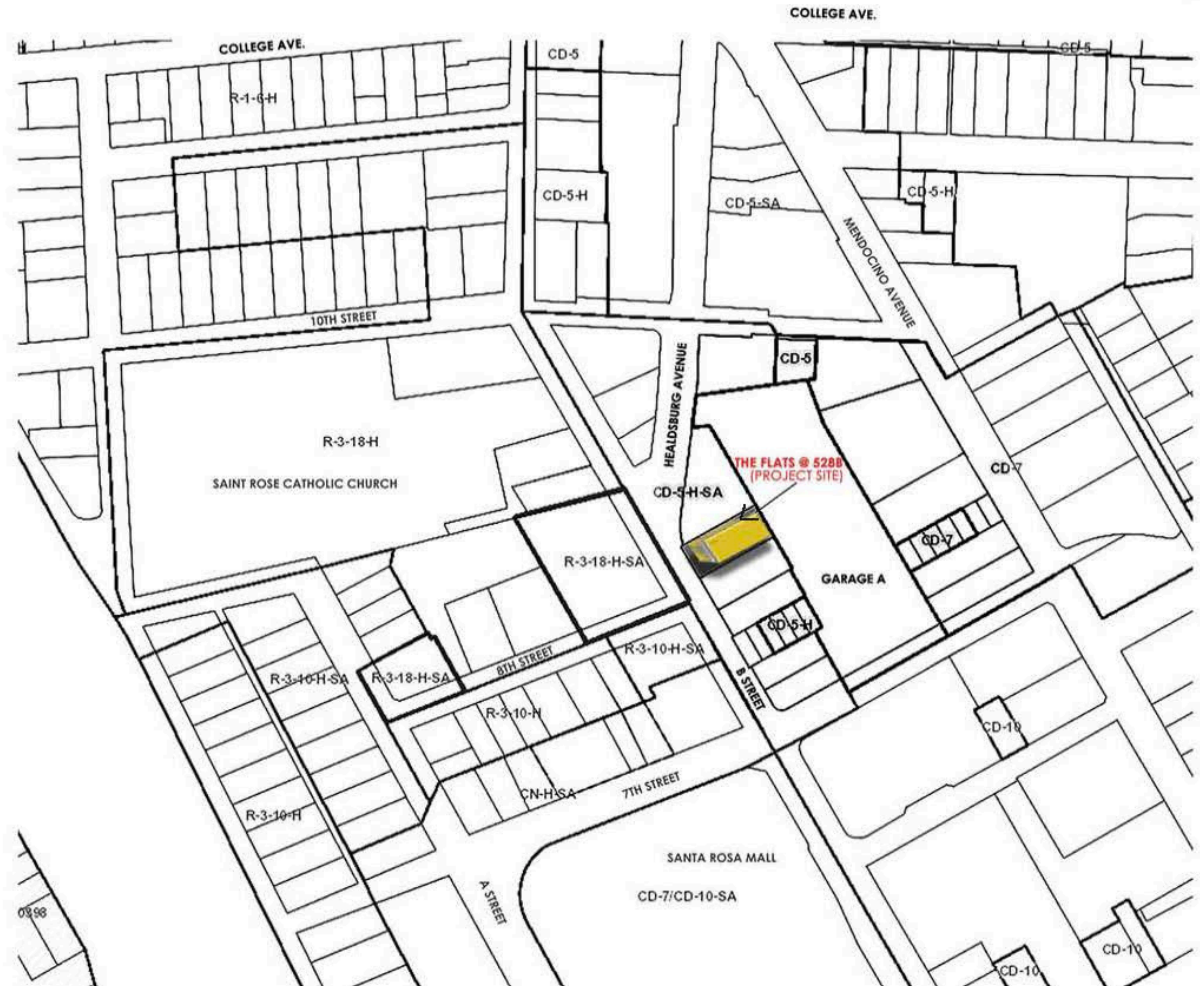 COLLEGE AVE.
COLLEGE AVE.
CD-5
CD-5
R-1-6-H
CD-5-H
CD-5-SA
CD-5-H
MENDOCINO AVENUE
10TH STREET
HEALDSBURG AVENUE
CD-5
R-3-18-H
SAINT ROSE CATHOLIC CHURCH
THE FLATS @ 528B
(PROJECT SITE)
CD-7
CD-5-H-SA
CD-7
R-3-18-H-SA
GARAGE A
CD-5-H
8TH STREET
R-3-10-H-SA
R-3-10-H-SA
R-3-18-H-SA
B STREET
R-3-10-H
CD-10
CN-H-SA
7TH STREET
R-3-10-H
SANTA ROSA MALL
CD-7/CD-10-SA
A STREET
CD-10
CD-10